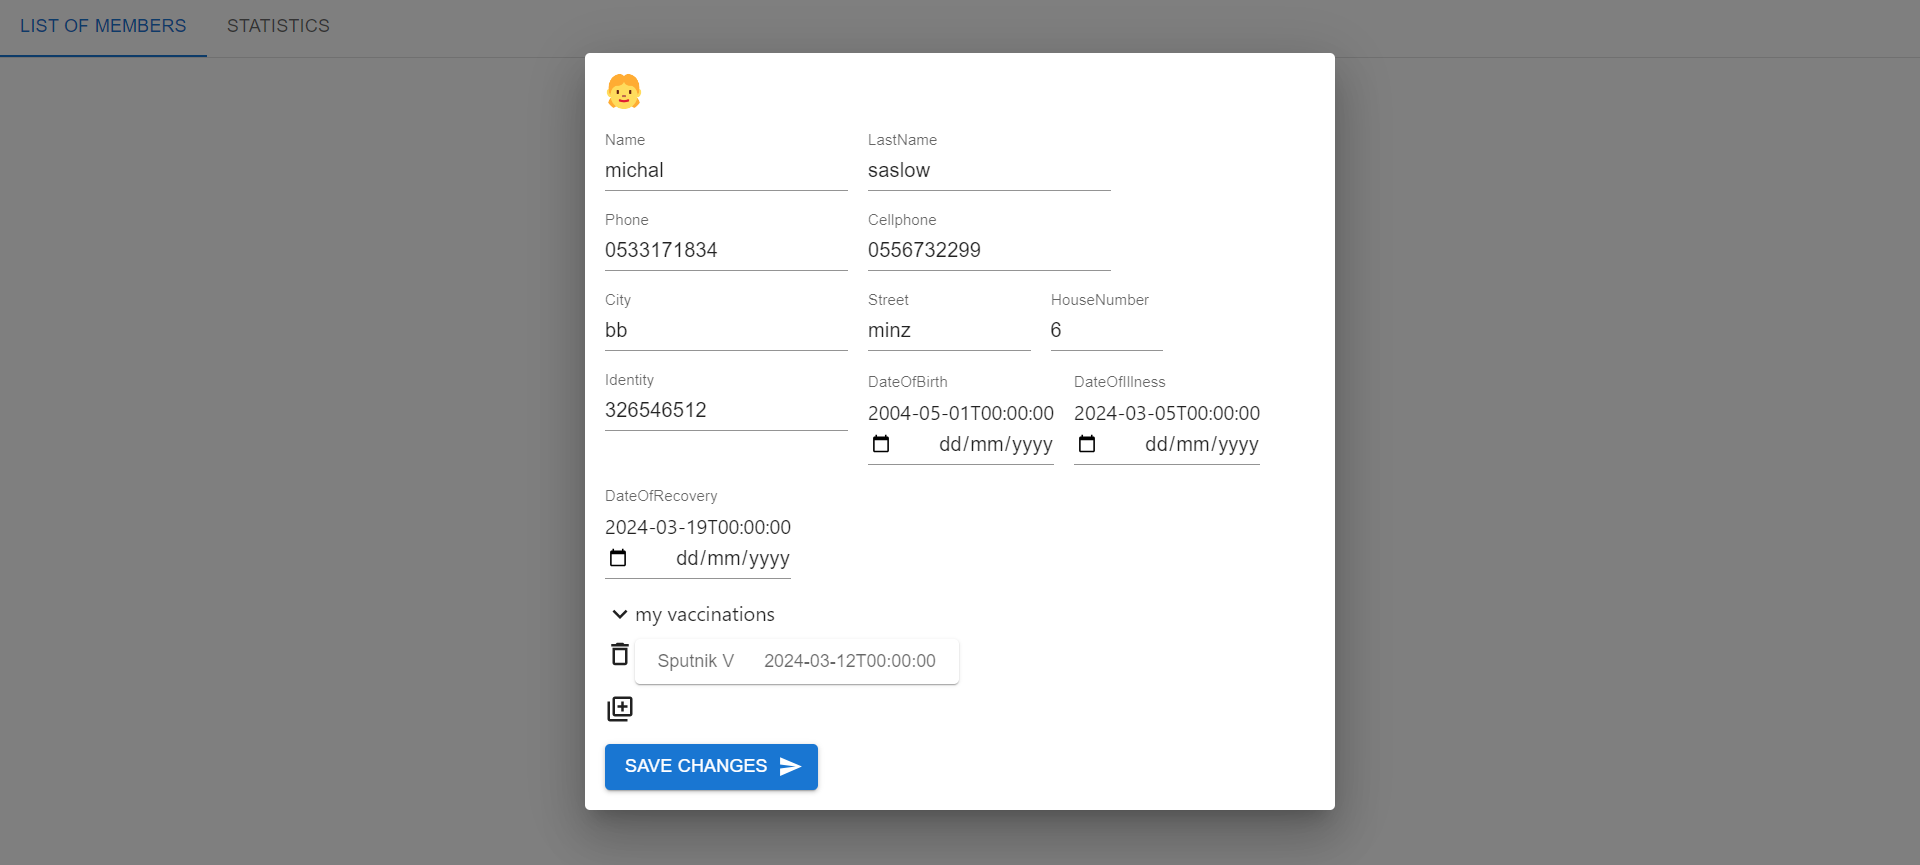 LIST OF MEMBERS STATISTICS
Name LastName
michal saslow
Phone Cellphone
0533171834 0556732299
City Street HouseNumber
bb minz 6
Identity DateOfBirth DateOfIllness
326546512 2004-05-01T00:00:00 2024-03-05T00:00:00
dd/mm/yyyy dd/mm/yyyy
DateOfRecovery
2024-03-19T00:00:00
dd/mm/yyyy
my vaccinations
Sputnik V 2024-03-12T00:00:00
SAVE CHANGES